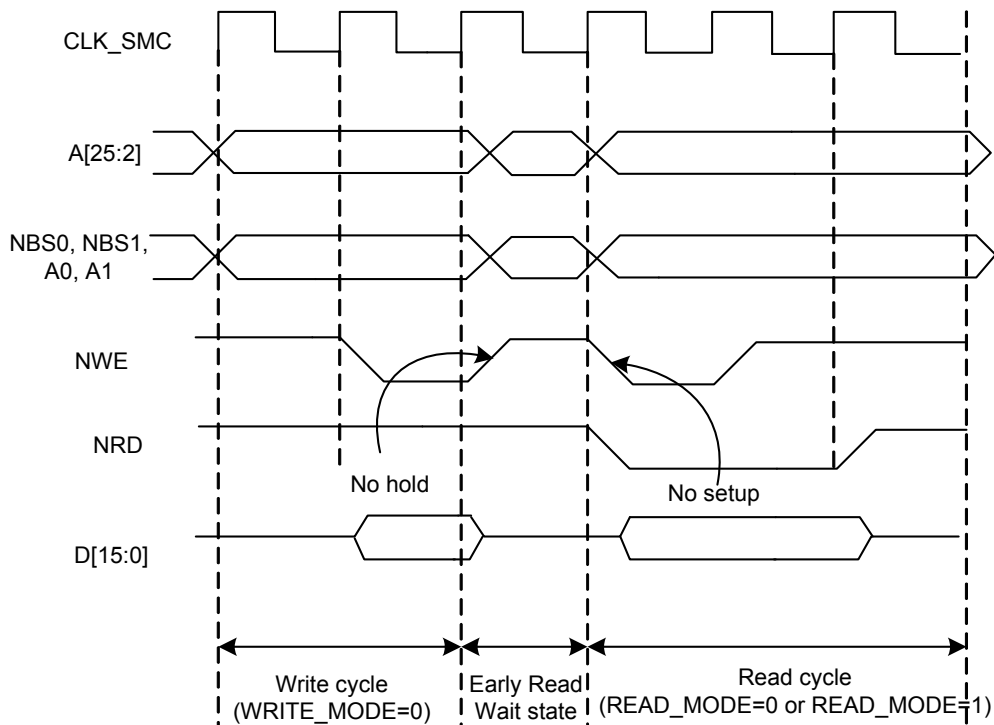 CLK_SMC
A[25:2]
NBS0, NBS1,
A0, A1
NWE
NRD
No hold
No setup
D[15:0]
Write cycle
(WRITE_MODE=0)
Early Read
Wait state
Read cycle
(READ_MODE=0 or READ_MODE=1)